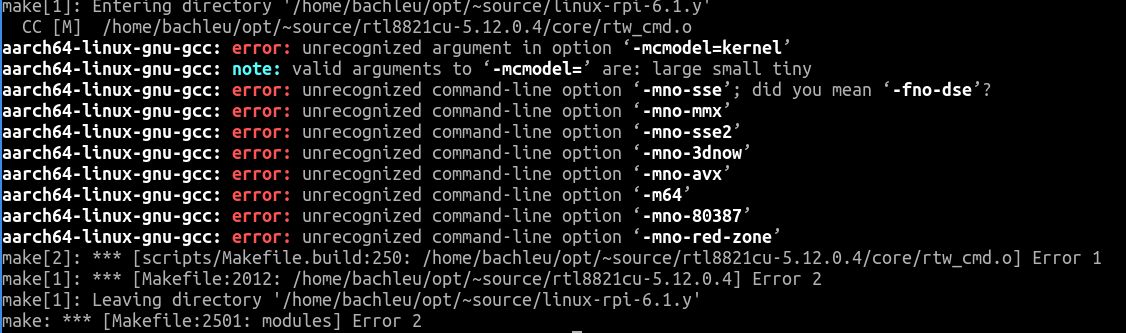 make[1]: Entering directory '/home/bachleu/opt/~source/linux-rpi-6.1.y'
CC [M]  /home/bachleu/opt/~source/rtl8821cu-5.12.0.4/core/rtw_cmd.o
aarch64-linux-gnu-gcc: error: unrecognized argument in option ‘-mcmodel=kernel’
aarch64-linux-gnu-gcc: note: valid arguments to ‘-mcmodel=’ are: large small tiny
aarch64-linux-gnu-gcc: error: unrecognized command-line option ‘-mno-sse’; did you mean ‘-fno-dse’?
aarch64-linux-gnu-gcc: error: unrecognized command-line option ‘-mno-mmx’
aarch64-linux-gnu-gcc: error: unrecognized command-line option ‘-mno-sse2’
aarch64-linux-gnu-gcc: error: unrecognized command-line option ‘-mno-3dnow’
aarch64-linux-gnu-gcc: error: unrecognized command-line option ‘-mno-avx’
aarch64-linux-gnu-gcc: error: unrecognized command-line option ‘-m64’
aarch64-linux-gnu-gcc: error: unrecognized command-line option ‘-mno-80387’
aarch64-linux-gnu-gcc: error: unrecognized command-line option ‘-mno-red-zone’
make[2]: *** [scripts/Makefile.build:250: /home/bachleu/opt/~source/rtl8821cu-5.12.0.4/core/rtw_cmd.o] Error 1
make[1]: *** [Makefile:2012: /home/bachleu/opt/~source/rtl8821cu-5.12.0.4] Error 2
make[1]: Leaving directory '/home/bachleu/opt/~source/linux-rpi-6.1.y'
make: *** [Makefile:2501: modules] Error 2